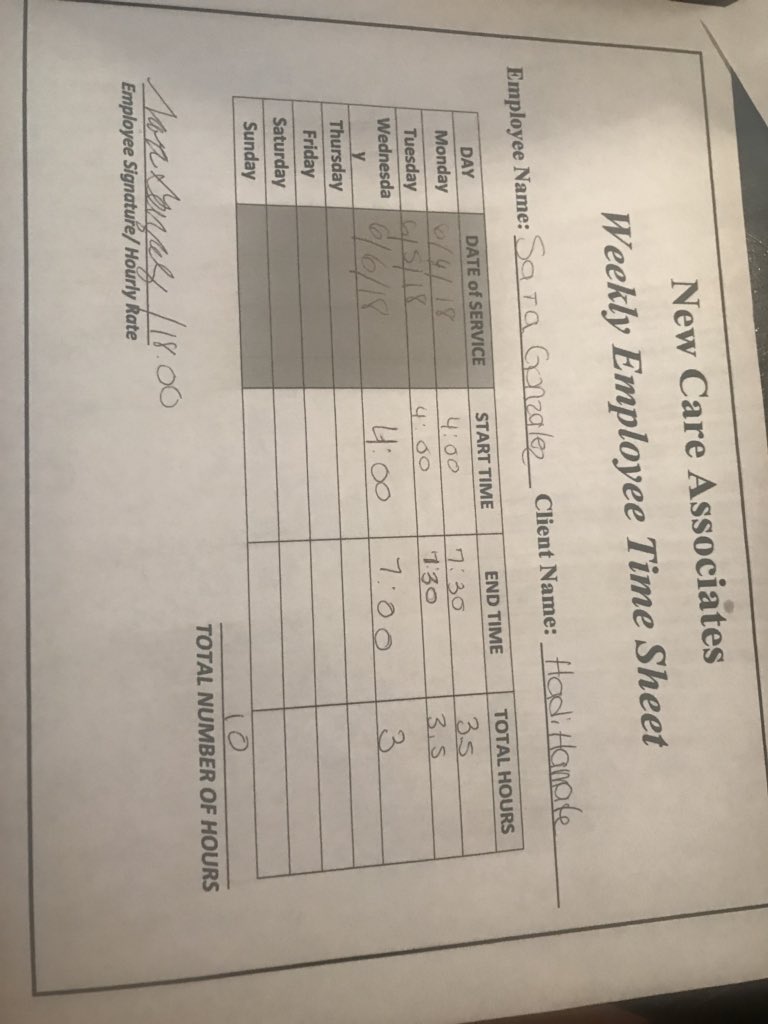 New Care Associates
Weekly Employee Time Sheet
Employee Name: Sara Gonzalez Client Name: Hadi Hamade
DAY DATE of SERVICE START TIME END TIME TOTAL HOURS
Monday 6/4/18 4:00 7:30 3.5
Tuesday 6/5/18 4:00 7:30 3.5
Wednesda
y 6/6/18 4:00 7:00 3
Thursday
Friday
Saturday
Sunday
10
TOTAL NUMBER OF HOURS
/18.00
Employee Signature/ Hourly Rate